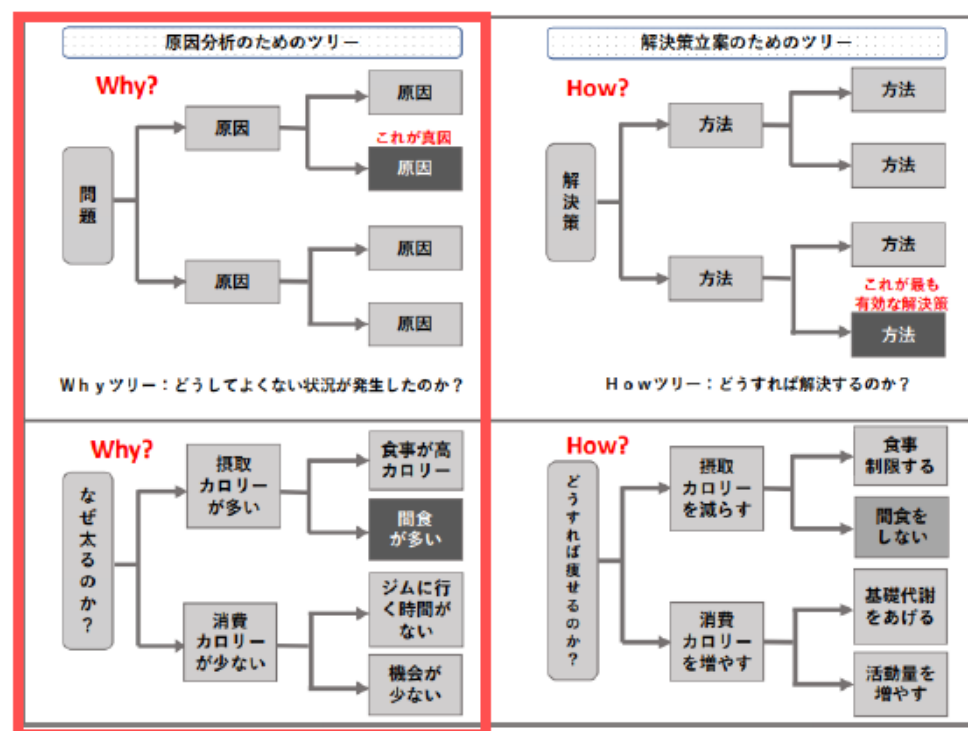 原因分析のためのツリー
Why?
問
題
原因
原因
これが真因
原因
原因
原因
原因
Whyツリー：どうしてよくない状況が発生したのか？
解決策立案のためのツリー
How?
解
決
策
方法
方法
方法
方法
方法
これが最も
有効な解決策
方法
Howツリー：どうすれば解決するのか？
Why?
なぜ太るのか？
摂取
カロリー
が多い
食事が高
カロリー
間食
が多い
消費
カロリー
が少ない
ジムに行
く時間が
ない
機会が
少ない
How?
どうすれば痩せるのか？
摂取
カロリー
を減らす
食事
制限する
間食を
しない
消費
カロリー
を増やす
基礎代謝
をあげる
活動量を
増やす